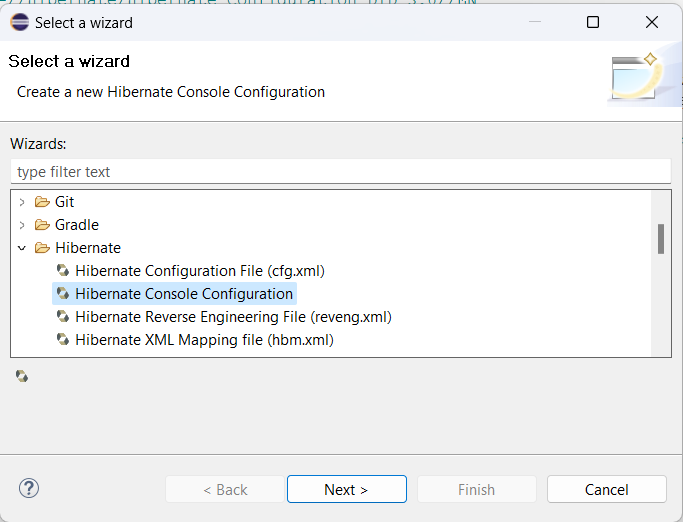 Select a wizard
Select a wizard
Create a new Hibernate Console Configuration
Wizards:
type filter text
Git
Gradle
Hibernate
Hibernate Configuration File (cfg.xml)
Hibernate Console Configuration
Hibernate Reverse Engineering File (reveng.xml)
Hibernate XML Mapping file (hbm.xml)
?
< Back
Next >
Finish
Cancel